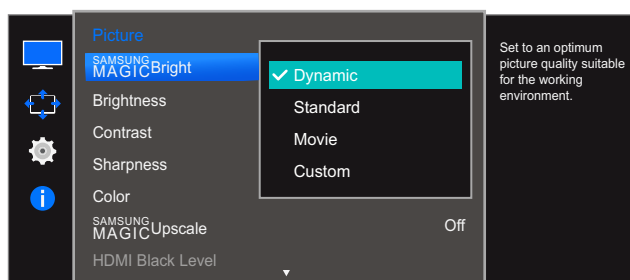 Picture
SAMSUNG
MAGICBright
Brightness
Contrast
Sharpness
Color
SAMSUNG
MAGICUpscale
Off
HDMI Black Level
Dynamic
Standard
Movie
Custom
Set to an optimum
picture quality suitable
for the working
environment.